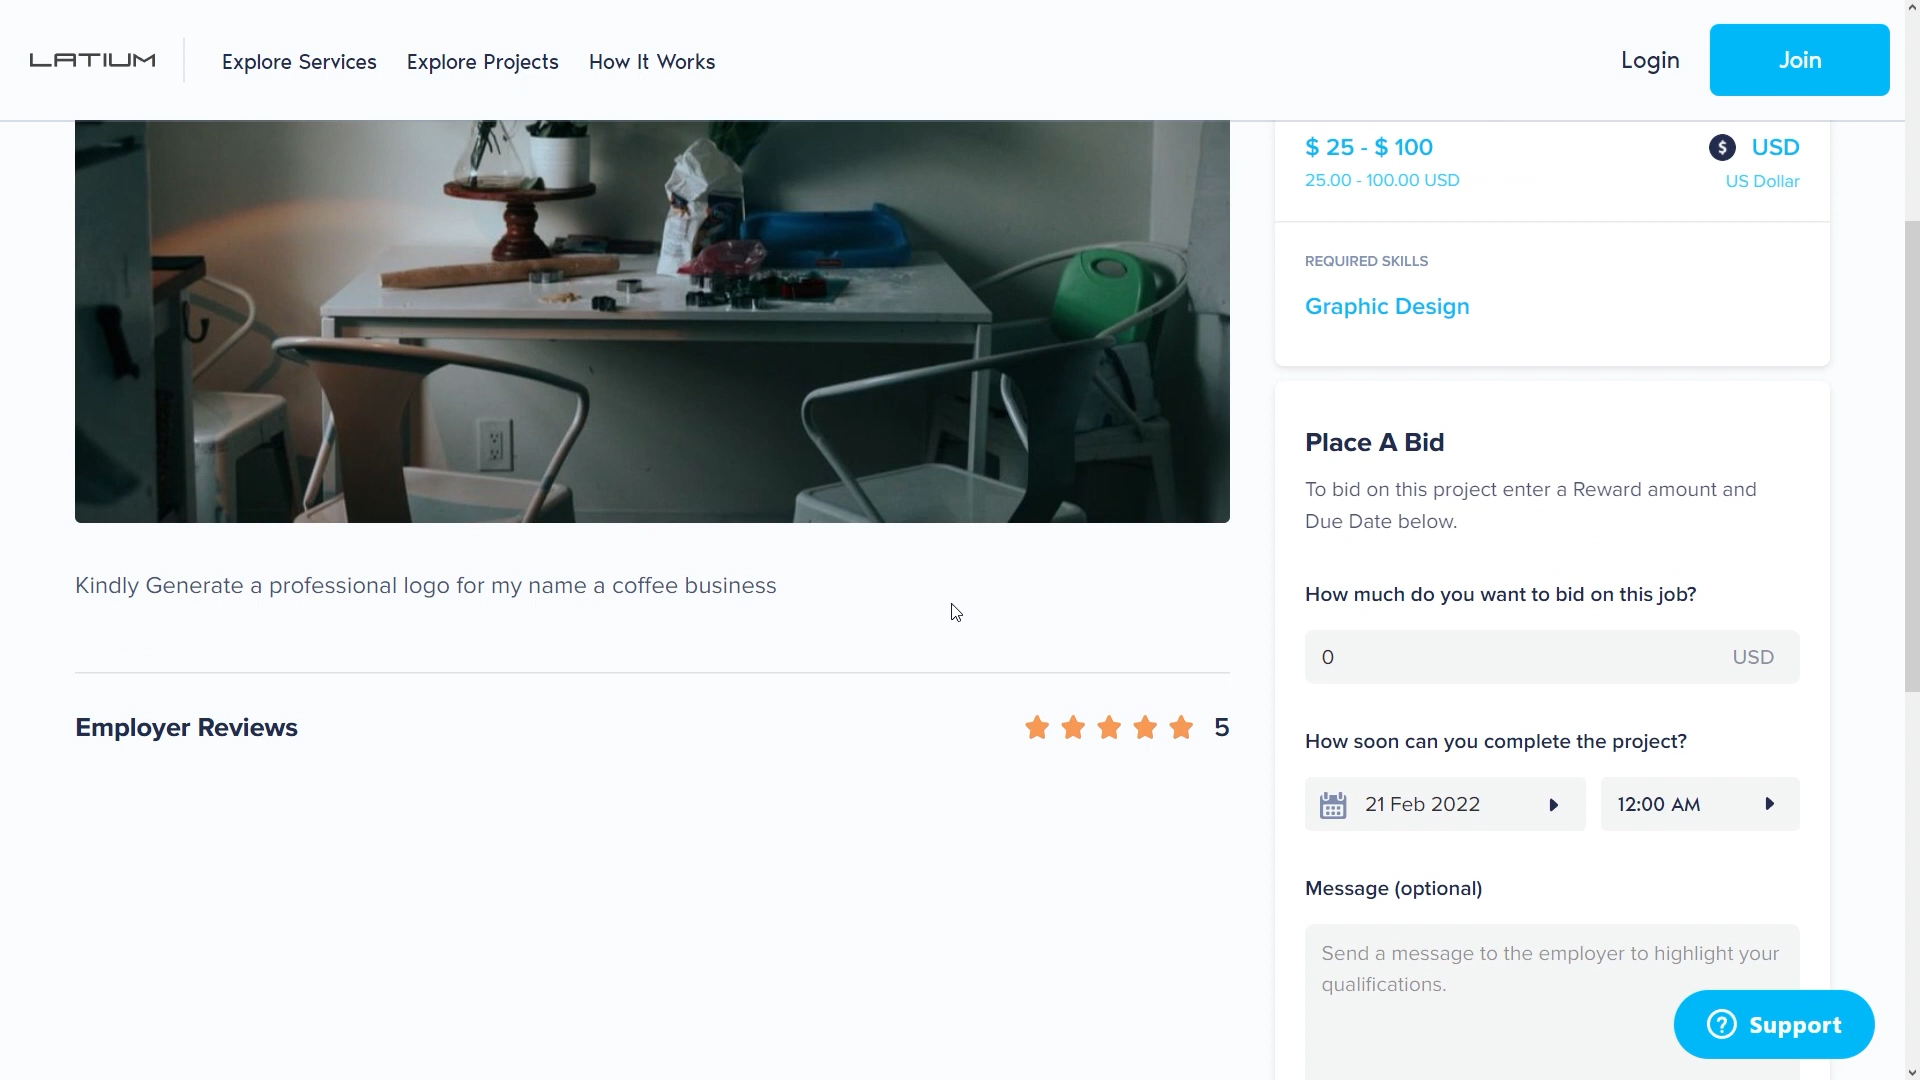 LATIUM
Explore Services
Explore Projects
How It Works
Login
Join
$ 25 - $ 100
$ USD
25.00 - 100.00 USD
US Dollar
REQUIRED SKILLS
Graphic Design
Place A Bid
To bid on this project enter a Reward amount and
Due Date below.
How much do you want to bid on this job?
0
USD
How soon can you complete the project?
21 Feb 2022
12:00 AM
Message (optional)
Send a message to the employer to highlight your
qualifications.
Kindly Generate a professional logo for my name a coffee business
Employer Reviews
5
? Support